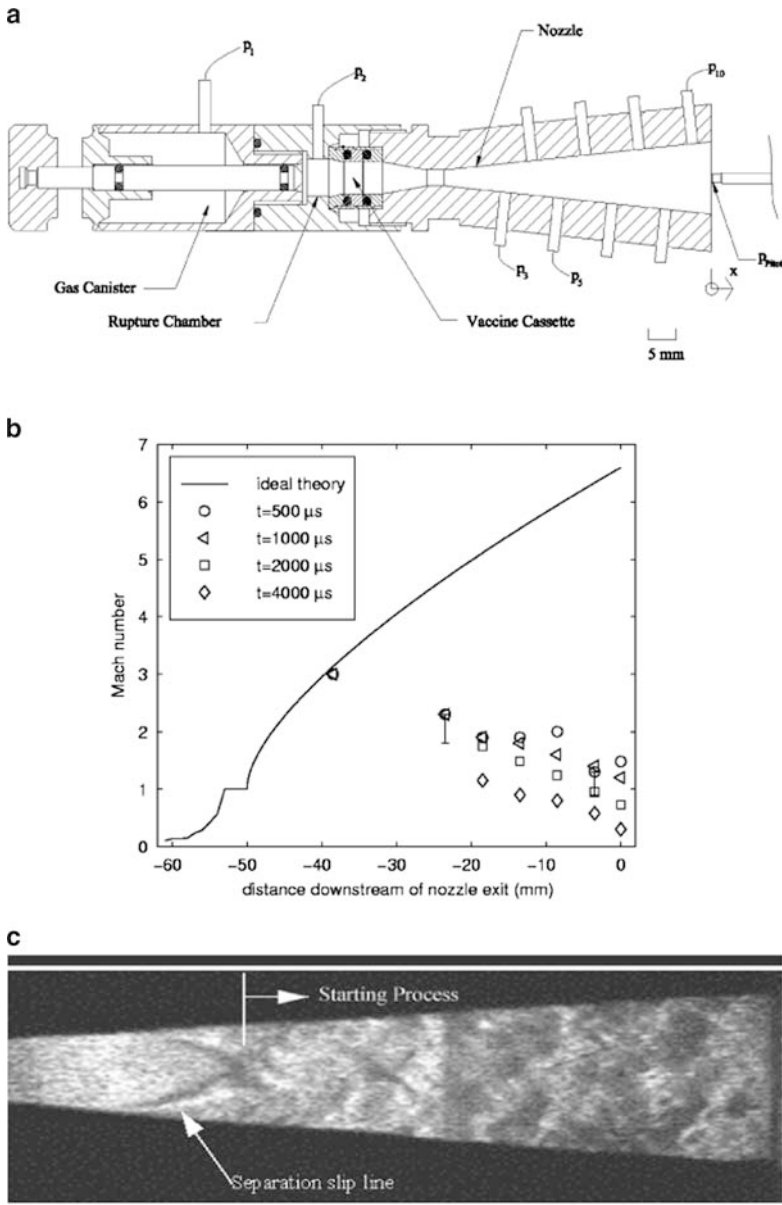 a
p1
p2
Nozzle
p10
Gas Canister
Rupture Chamber
Vaccine Cassette
p3
p5
pPitot
x
5 mm
b
7
6
5
4
3
2
1
0
Mach number
ideal theory
t=500 µs
t=1000 µs
t=2000 µs
t=4000 µs
−60
−50
−40
−30
−20
−10
0
distance downstream of nozzle exit (mm)
c
Starting Process
Separation slip line